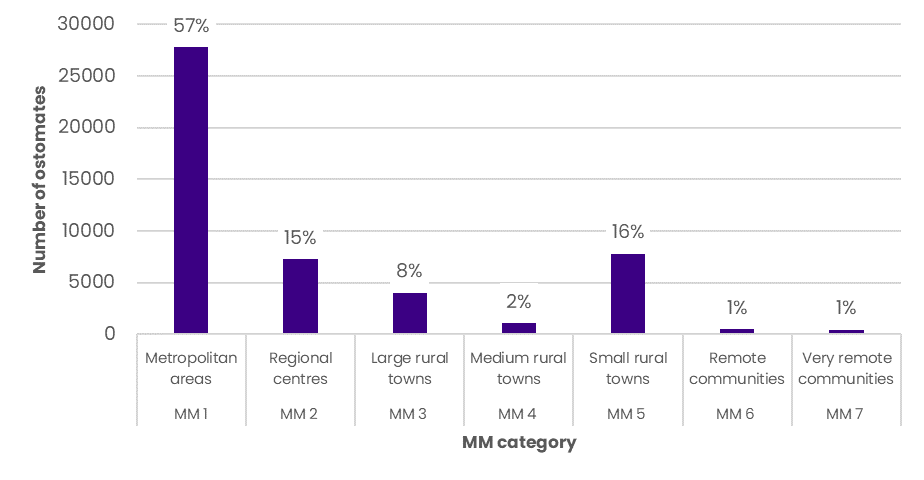 30000
25000
20000
15000
10000
5000
0
Number of ostomates
57%
15%
8%
2%
16%
1%
1%
Metropolitan
areas
MM 1
Regional
centres
MM 2
Large rural
towns
MM 3
Medium rural
towns
MM 4
Small rural
towns
MM 5
Remote
communities
MM 6
Very remote
communities
MM 7
MM category